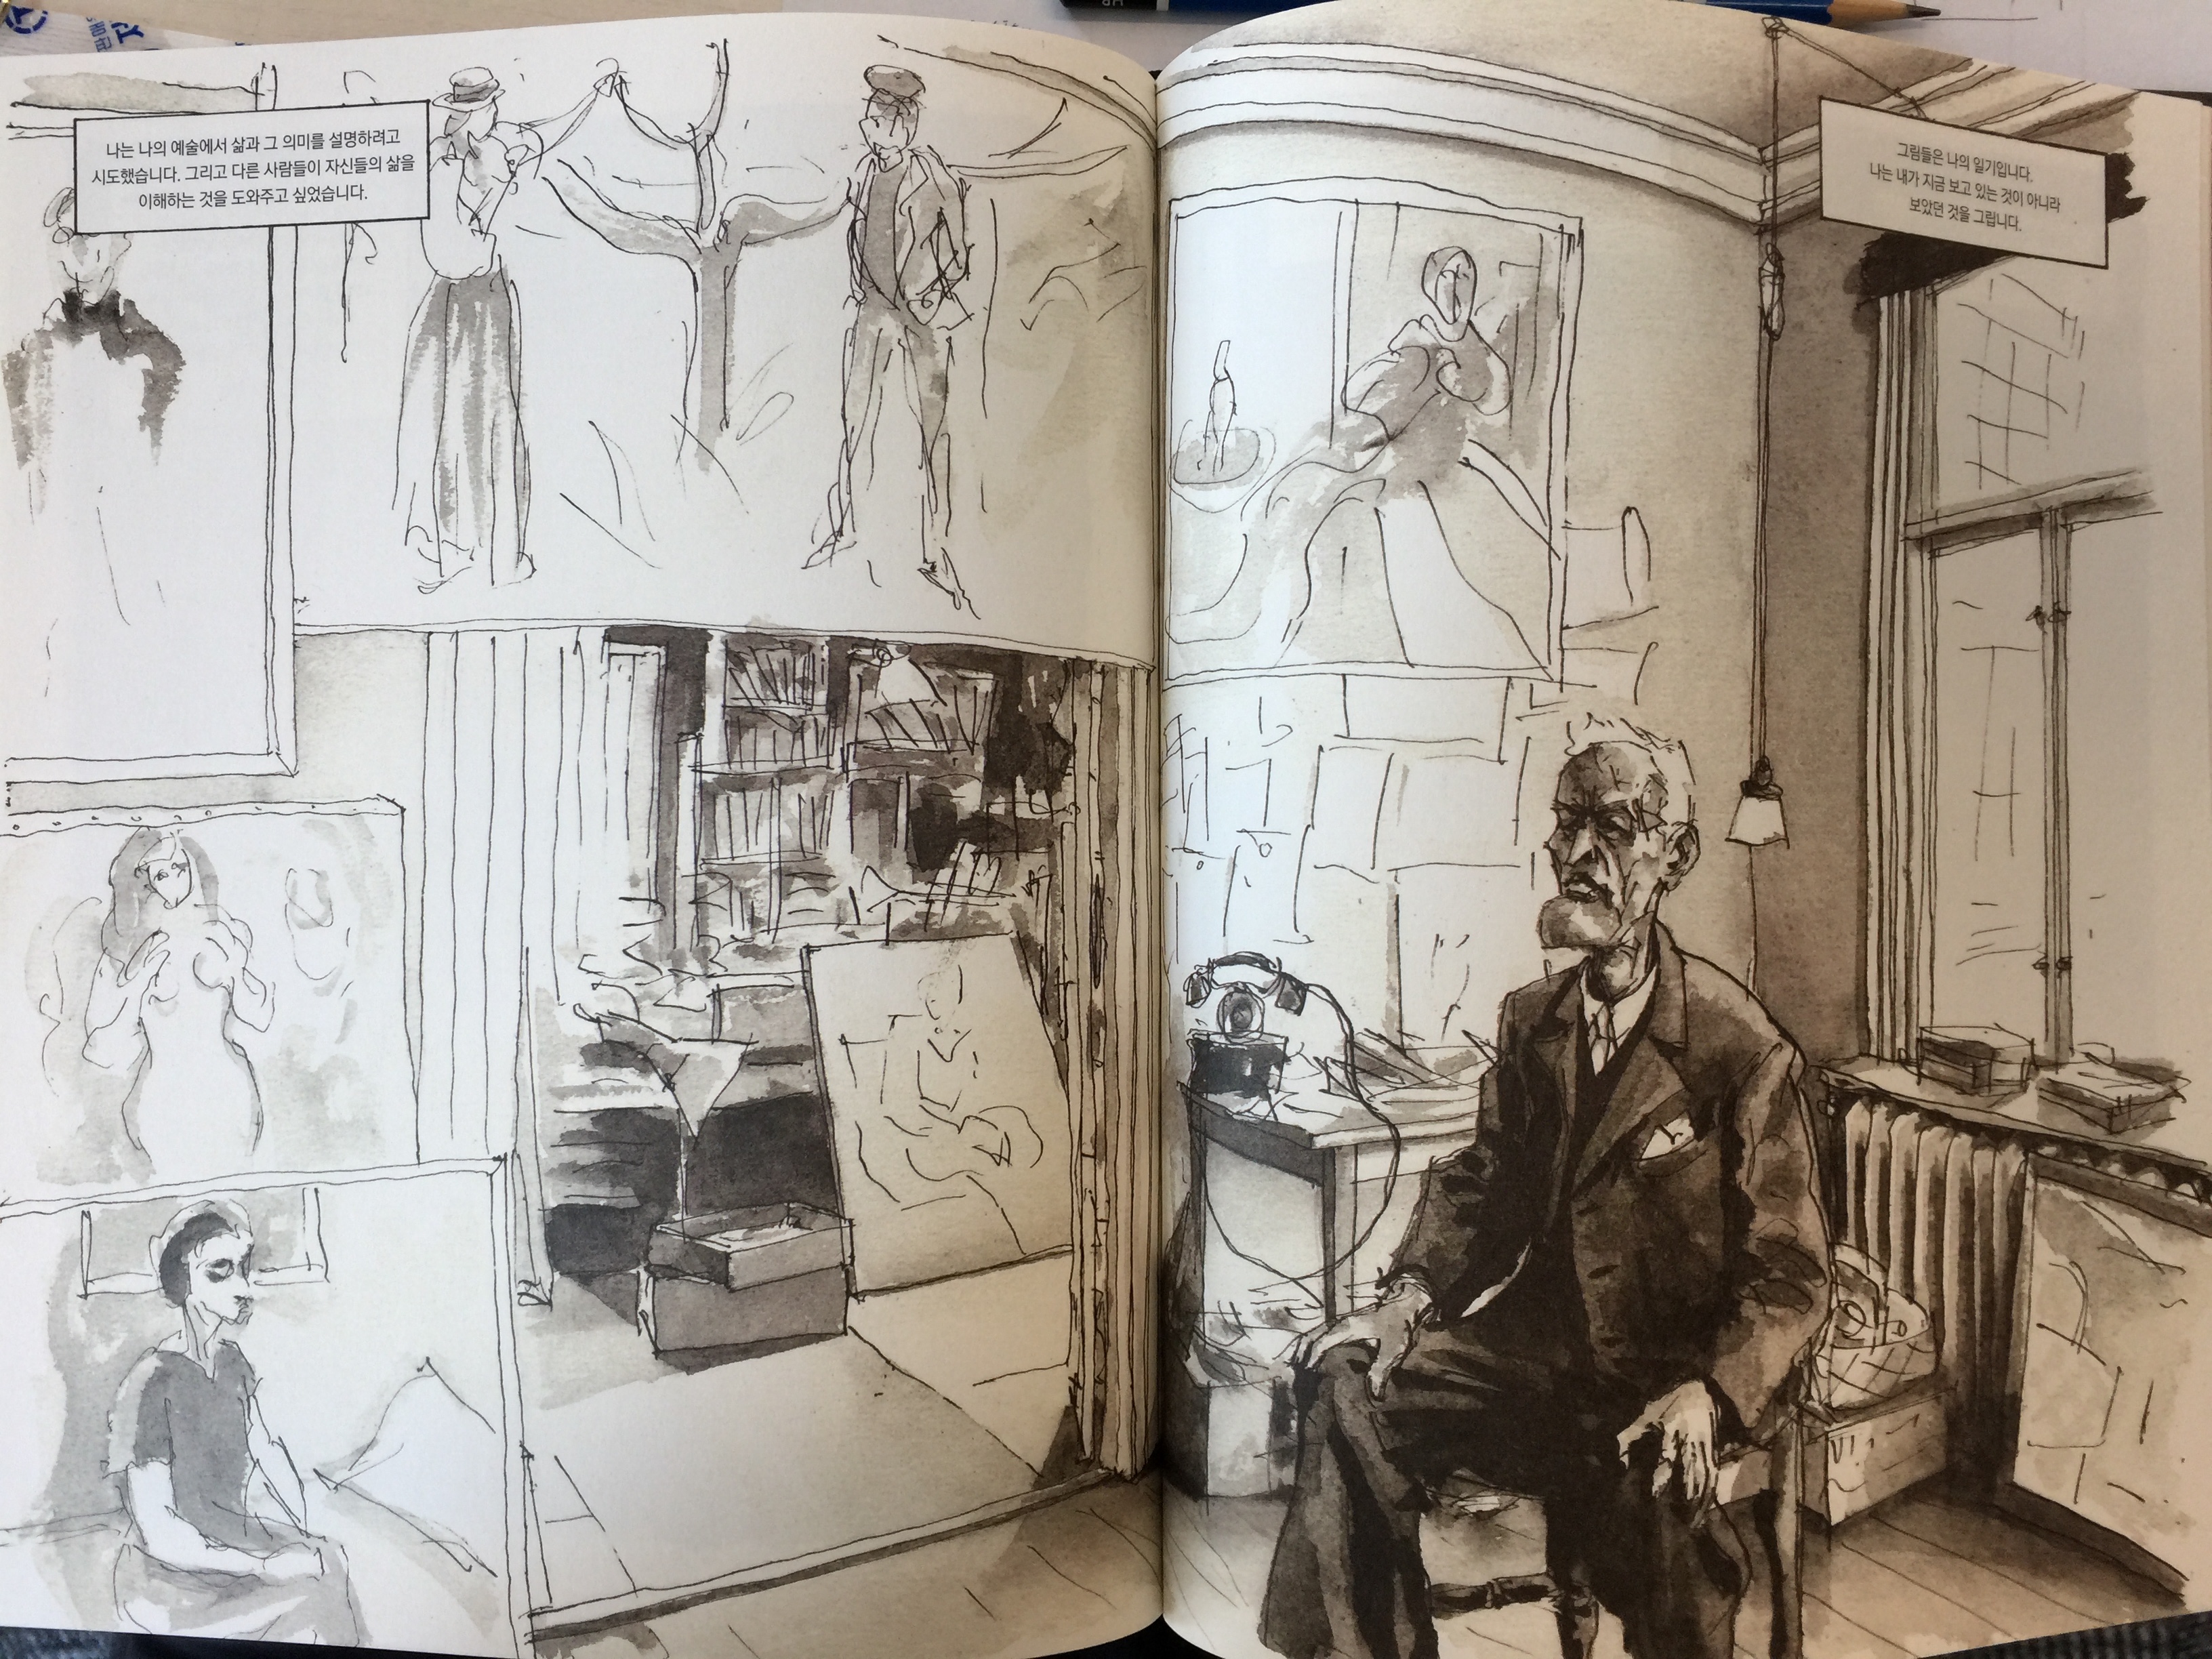 나는 나의 예술에서 삶과 그 의미를 설명하려고
시도했습니다. 그리고 다른 사람들이 자신들의 삶을
이해하는 것을 도와주고 싶었습니다.
그림들은 나의 일기입니다.
나는 내가 지금 보고 있는 것이 아니라
보았던 것을 그립니다.